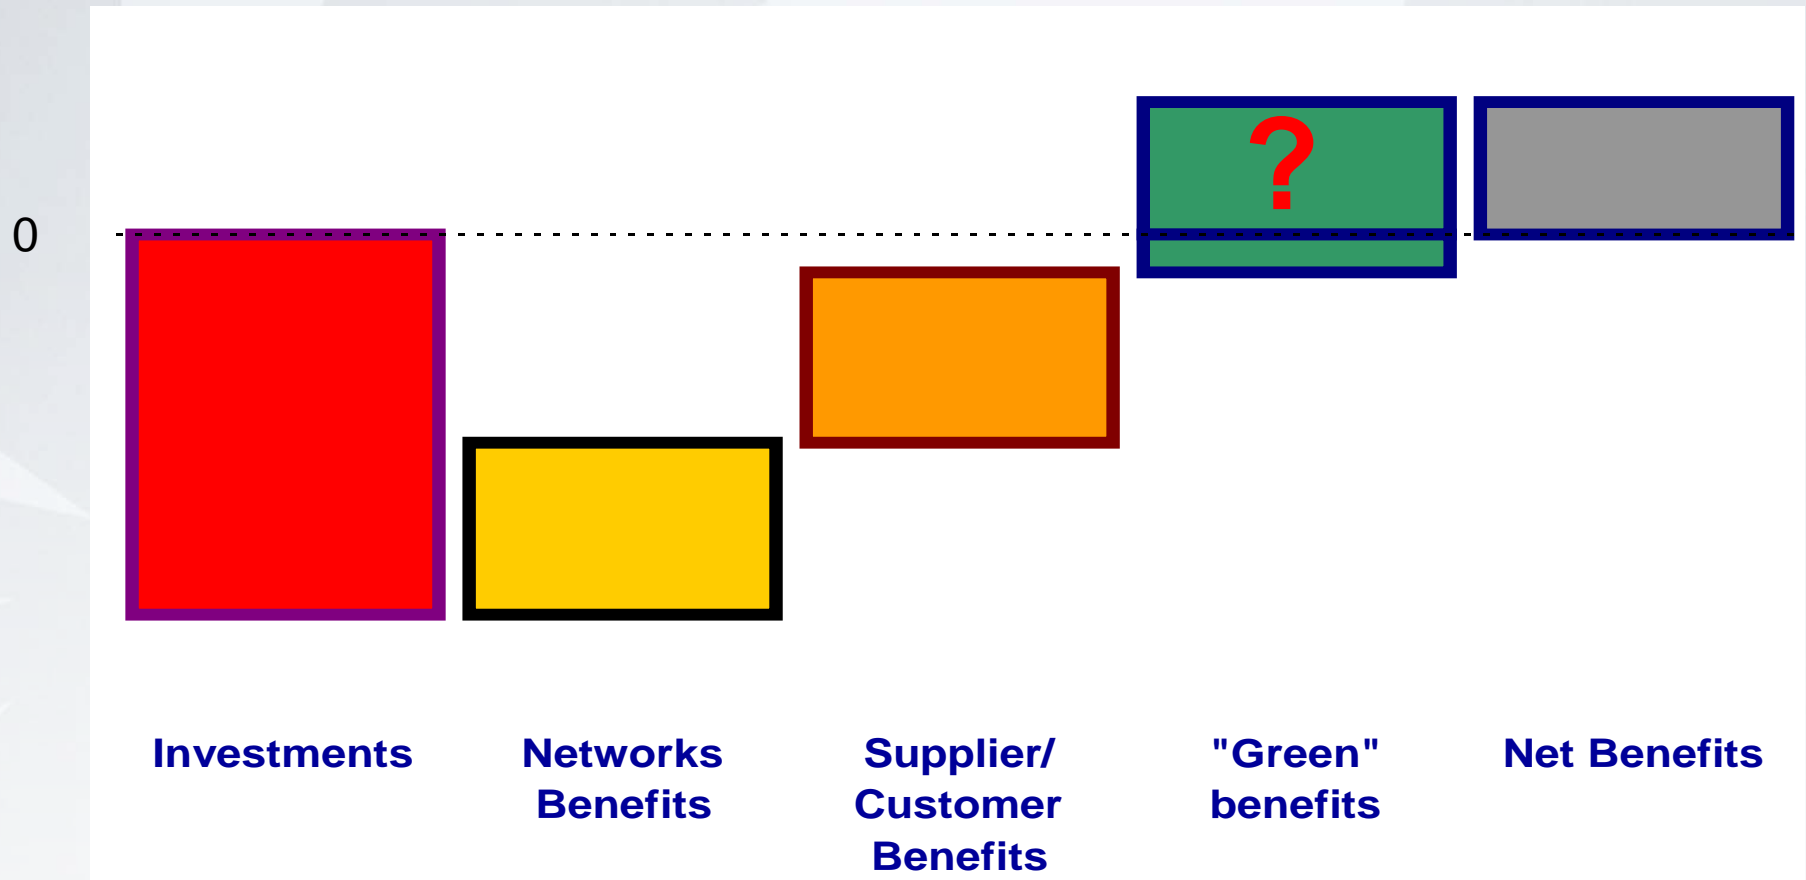 ?
0
Investments
Networks
Benefits
Supplier/
Customer
Benefits
"Green"
benefits
Net Benefits